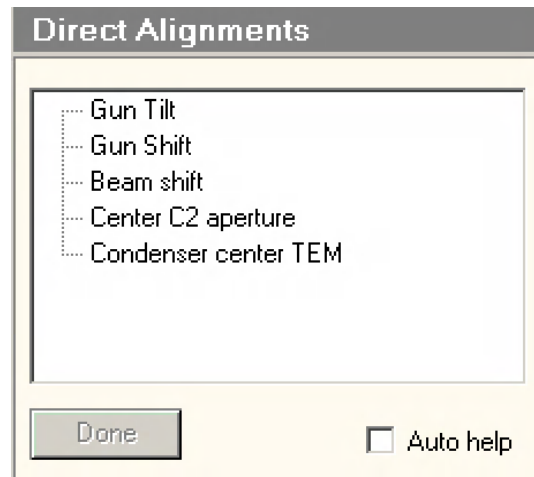 Direct Alignments
Gun Tilt
Gun Shift
Beam shift
Center C2 aperture
Condenser center TEM
Done
Auto help